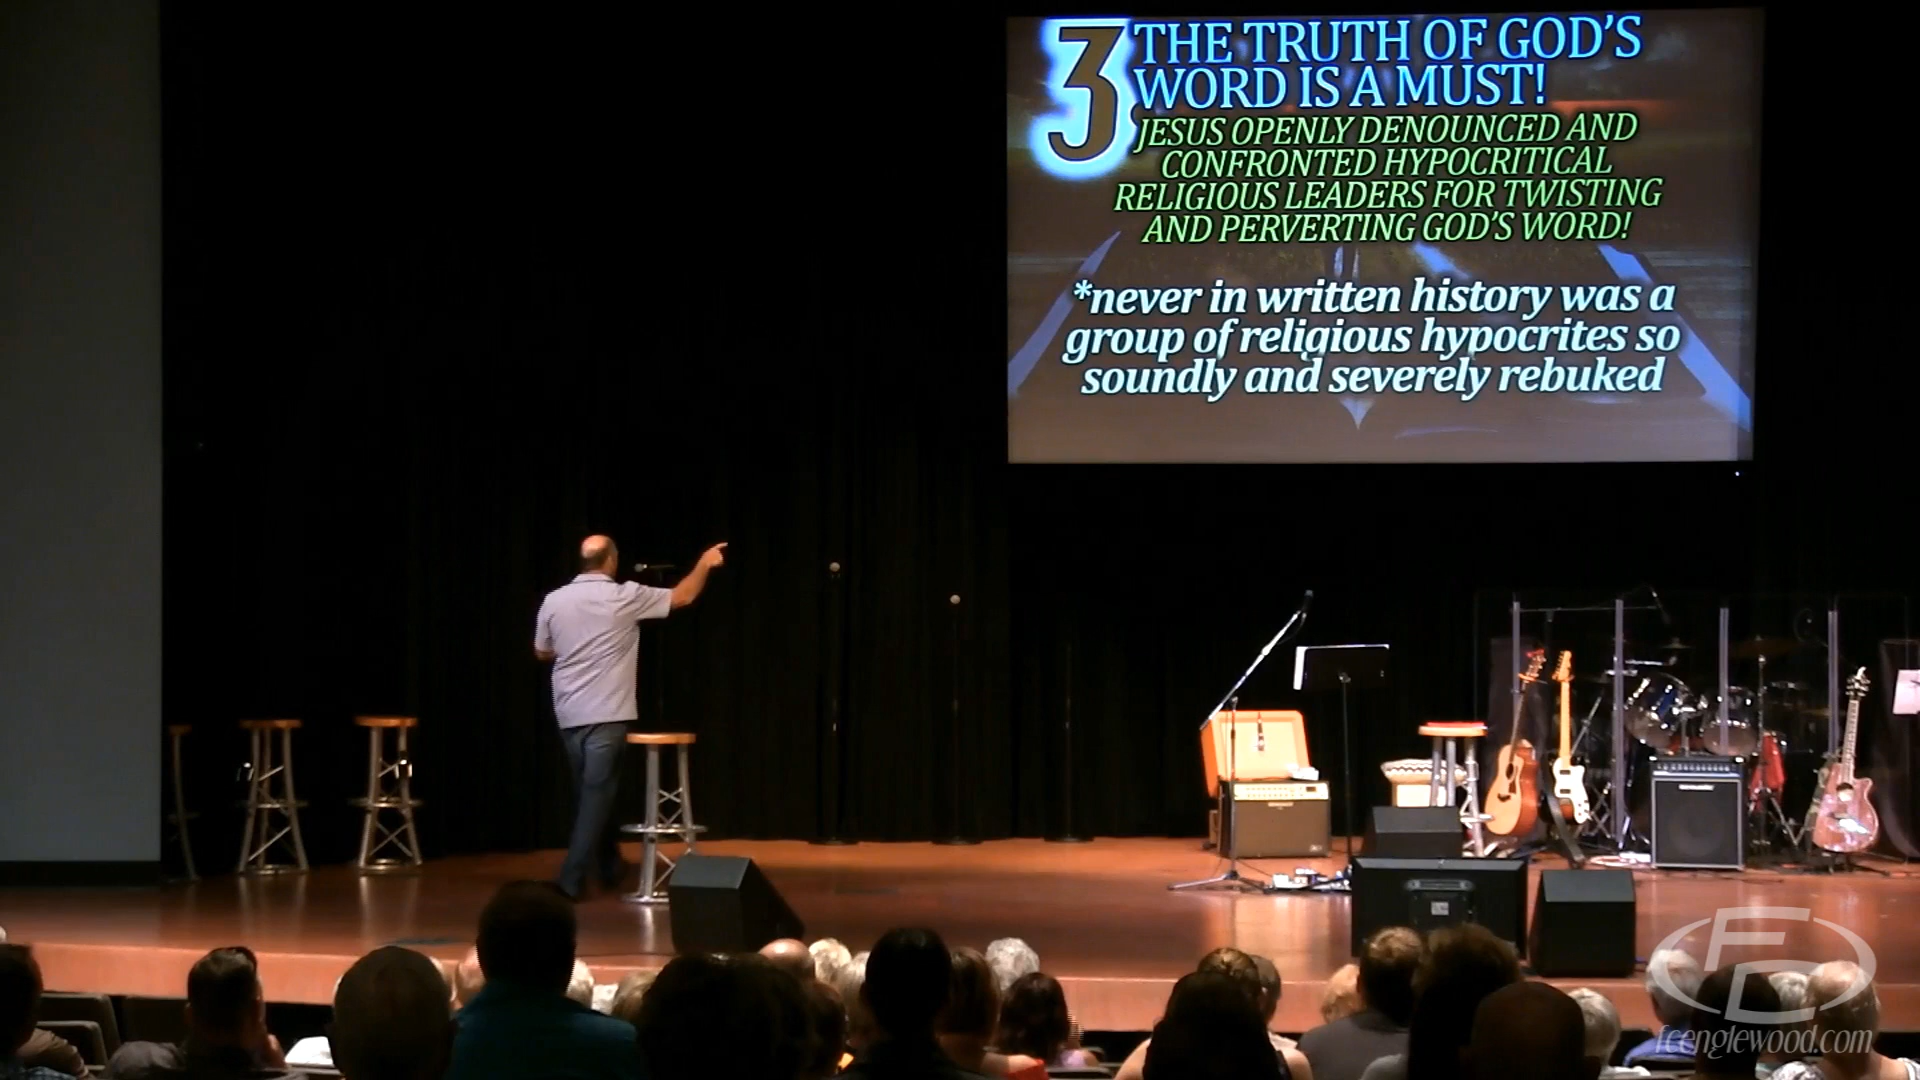 3 THE TRUTH OF GOD'S
WORD IS A MUST!
JESUS OPENLY DENOUNCED AND
CONFRONTED HYPOCRITICAL
RELIGIOUS LEADERS FOR TWISTING
AND PERVERTING GOD'S WORD!
*never in written history was a
group of religious hypocrites so
soundly and severely rebuked
FC
fcenglewood.com